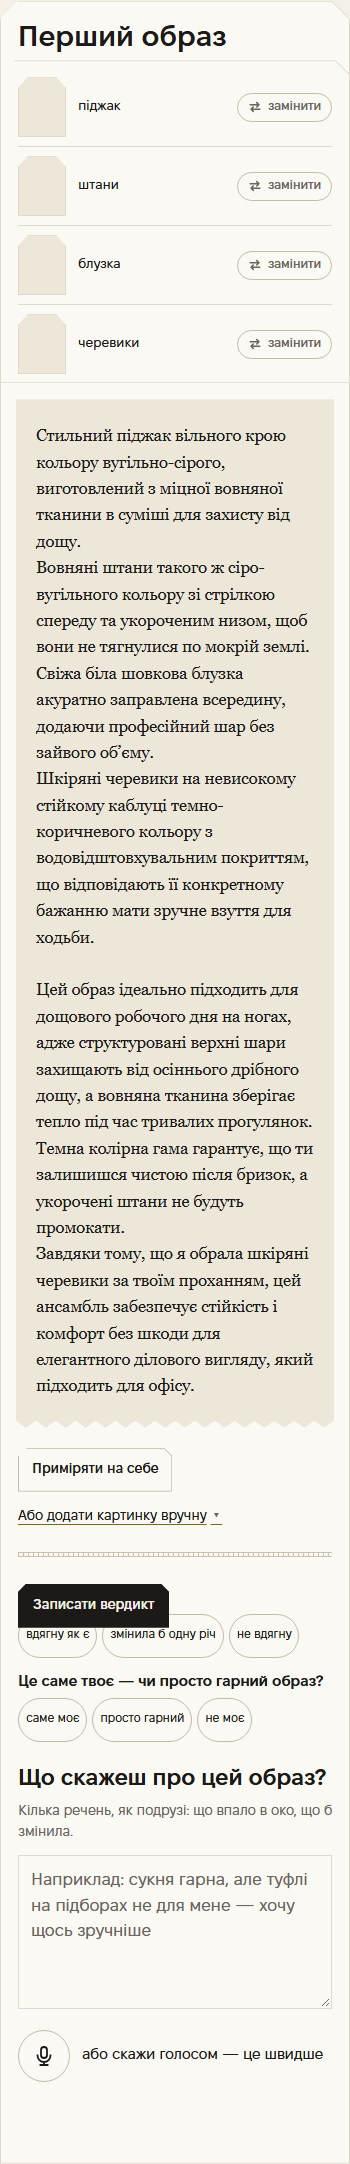 Перший образ
піджак
замінити
штани
замінити
блузка
замінити
черевики
замінити
Стильний піджак вільного крою
кольору вугільно-сірого,
виготовлений з міцної вовняної
тканини в суміші для захисту від
дощу.
Вовняні штани такого ж сіро-
вугільного кольору зі стрілкою
спереду та укороченим низом, щоб
вони не тягнулися по мокрій землі.
Свіжа біла шовкова блузка
акуратно заправлена всередину,
додаючи професійний шар без
зайвого об’єму.
Шкіряні черевики на невисокому
стійкому каблуці темно-
коричневого кольору з
водовідштовхувальним покриттям,
що відповідають її конкретному
бажанню мати зручне взуття для
ходьби.
Цей образ ідеально підходить для
дощового робочого дня на ногах,
адже структуровані верхні шари
захищають від осіннього дрібного
дощу, а вовняна тканина зберігає
тепло під час тривалих прогулянок.
Темна колірна гама гарантує, що ти
залишишся чистою після бризок, а
укорочені штани не будуть
промокати.
Завдяки тому, що я обрала шкіряні
черевики за твоїм проханням, цей
ансамбль забезпечує стійкість і
комфорт без шкоди для
елегантного ділового вигляду, який
підходить для офісу.
Приміряти на себе
Або додати картинку вручну
Записати вердикт
вдягну як є
змінила б одну річ
не вдягну
Це саме твоє — чи просто гарний образ?
саме моє
просто гарний
не моє
Що скажеш про цей образ?
Кілька речень, як подрузі: що впало в око, що б
змінила.
Наприклад: сукня гарна, але туфлі
на підборах не для мене — хочу
щось зручніше
або скажи голосом — це швидше